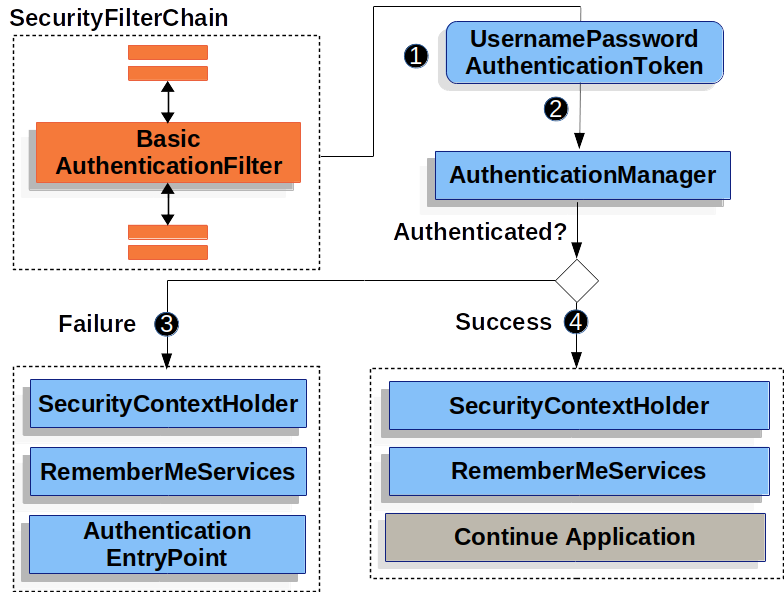 SecurityFilterChain
Basic
AuthenticationFilter
1
UsernamePassword
AuthenticationToken
2
AuthenticationManager
Authenticated?
Failure
3
Success
4
SecurityContextHolder
RememberMeServices
Authentication
EntryPoint
SecurityContextHolder
RememberMeServices
Continue Application